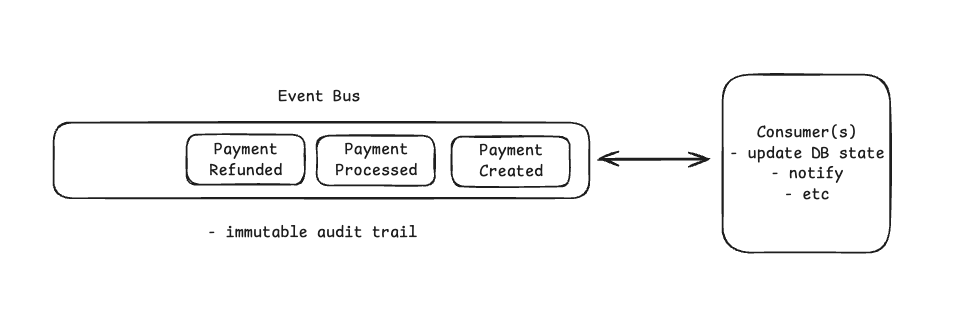 Event Bus
Payment
Refunded
Payment
Processed
Payment
Created
- immutable audit trail
Consumer(s)
- update DB state
- notify
- etc